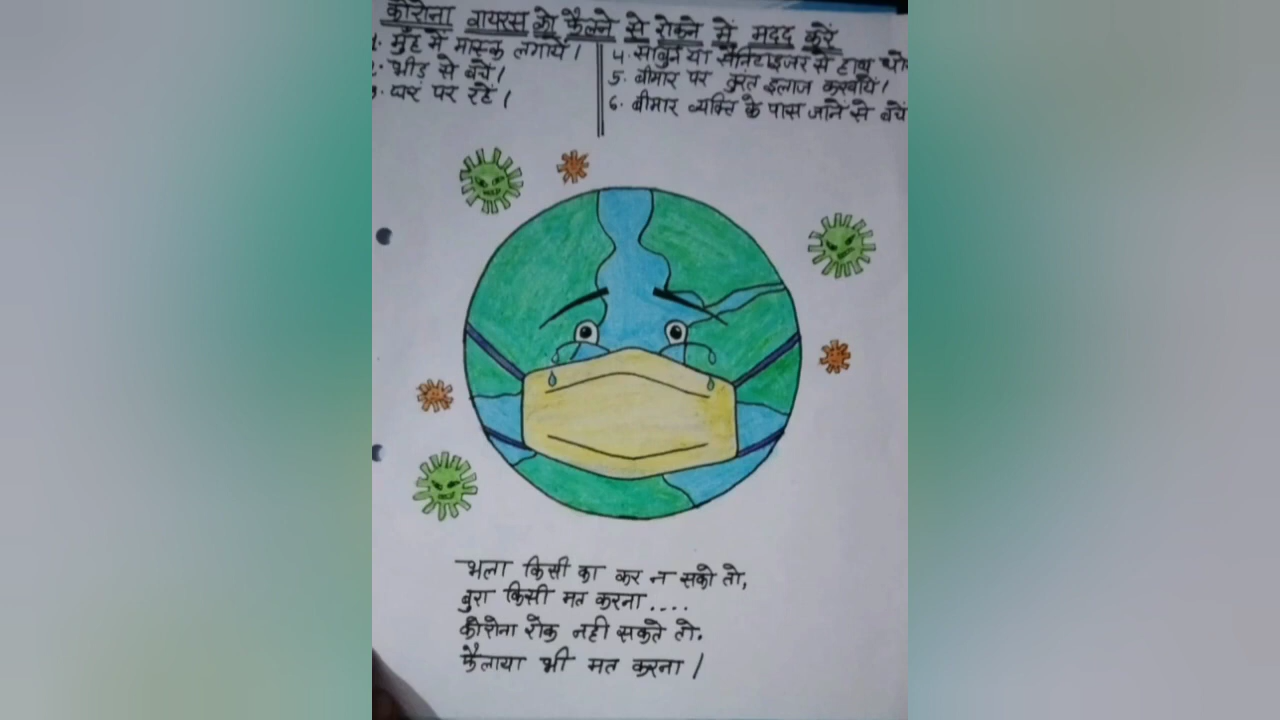 कोरोना वायरस को फैलने से रोकने में मदद करें
1. मुँह में मास्क लगायें।
2. भीड़ से बचें।
3. घर पर रहें।
4. साबुन या सैनिटाइजर से हाथ
5. बीमार पर तुरंत इलाज करवायें।
6. बीमार व्यक्ति के पास जाने से बचें
भला किसी का कर न सको तो,
बुरा किसी मत करना....
कोरोना रोक नही सकते तो.
फैलाया भी मत करना।